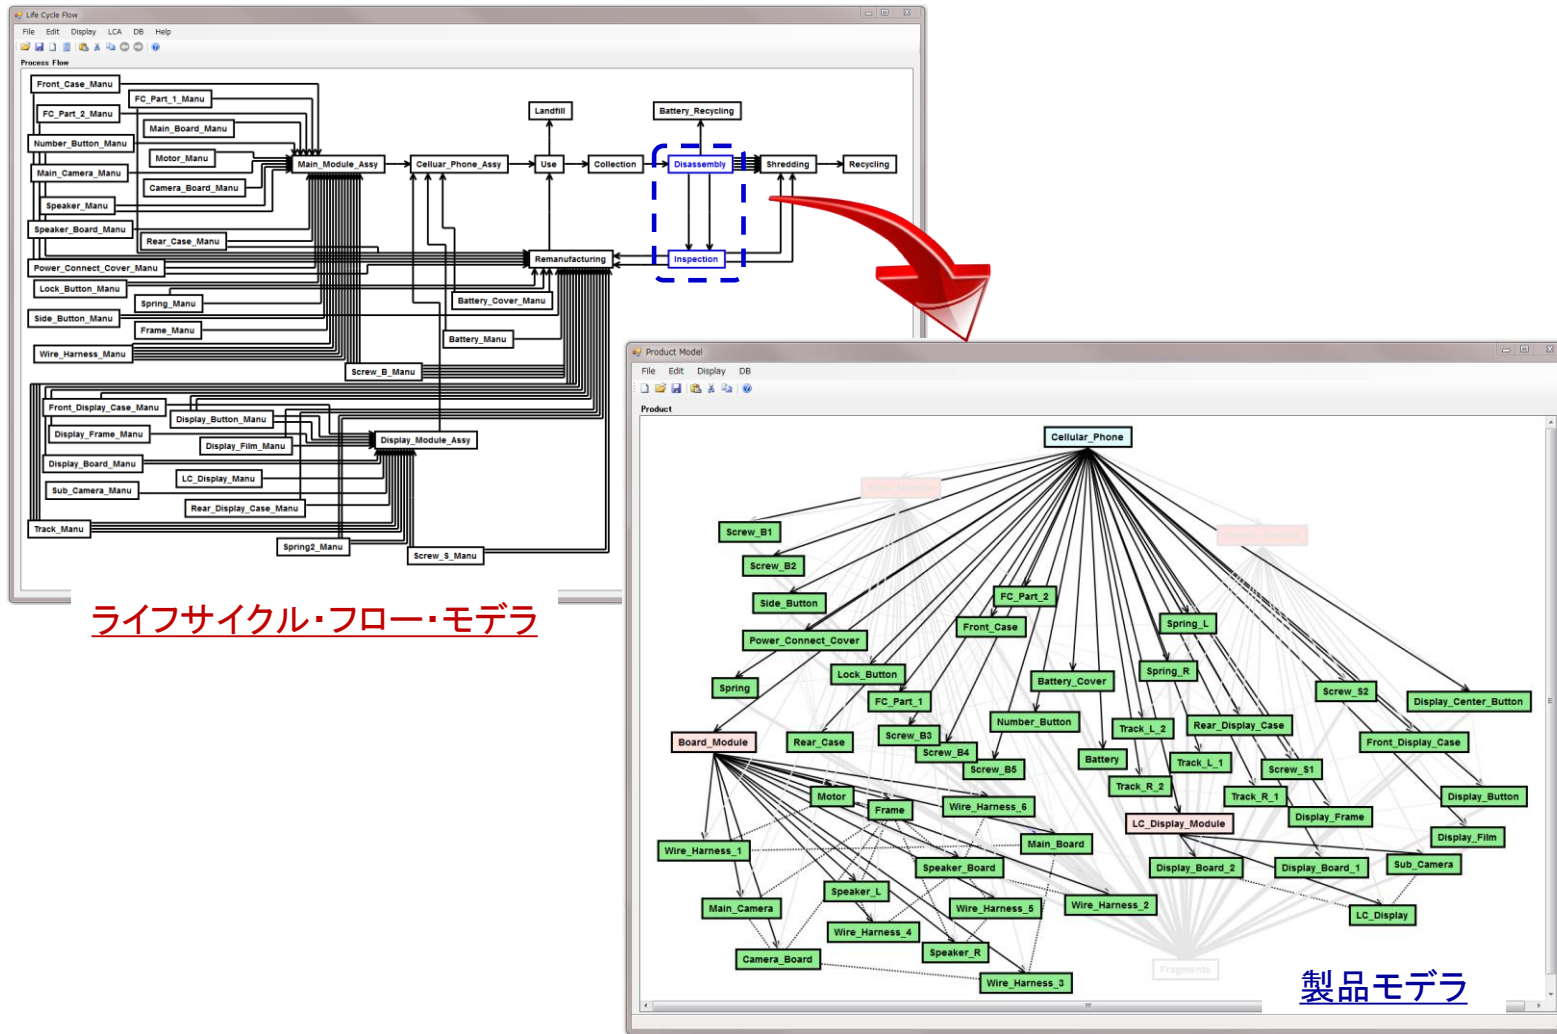 Life Cycle Flow
File Edit Display LCA DB Help
Process Flow
Front_Case_Manu
FC_Part_1_Manu
FC_Part_2_Manu
Main_Board_Manu
Number_Button_Manu
Motor_Manu
Main_Camera_Manu
Camera_Board_Manu
Speaker_Manu
Speaker_Board_Manu
Rear_Case_Manu
Power_Connect_Cover_Manu
Lock_Button_Manu
Spring_Manu
Side_Button_Manu
Frame_Manu
Wire_Harness_Manu
Screw_B_Manu
Landfill
Battery_Recycling
Main_Module_Assy
Celluar_Phone_Assy
Use
Collection
Disassembly
Shredding
Recycling
Remanufacturing
Inspection
Battery_Cover_Manu
Battery_Manu
Front_Display_Case_Manu
Display_Button_Manu
Display_Frame_Manu
Display_Film_Manu
Display_Module_Assy
Display_Board_Manu
LC_Display_Manu
Sub_Camera_Manu
Rear_Display_Case_Manu
Track_Manu
Spring2_Manu
Screw_S_Manu
ライフサイクル・フロー・モデラ
Product Model
File Edit Display DB
Product
Cellular_Phone
Screw_B1
Screw_B2
Side_Button
FC_Part_2
Power_Connect_Cover
Front_Case
Spring_L
Lock_Button
Spring_R
Spring
Battery_Cover
Screw_S2
FC_Part_1
Display_Center_Button
Number_Button
Track_L_2
Rear_Display_Case
Board_Module
Rear_Case
Screw_B3
Screw_B4
Front_Display_Case
Battery
Track_L_1
Screw_B5
Screw_S1
Track_R_2
Motor
Track_R_1
Display_Button
Frame
Wire_Harness_6
LC_Display_Module
Display_Frame
Display_Film
Wire_Harness_1
Main_Board
Speaker_Board
Display_Board_2
Display_Board_1
Sub_Camera
Speaker_L
Main_Camera
Wire_Harness_5
Wire_Harness_2
LC_Display
Wire_Harness_4
Camera_Board
Speaker_R
Fragments
Wire_Harness_3
製品モデラ